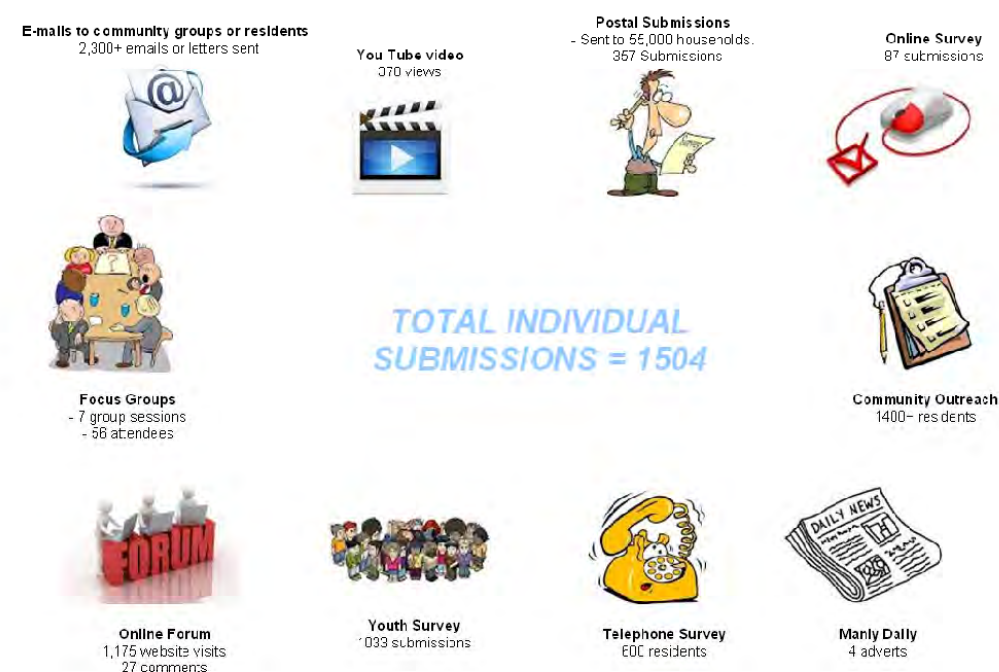 E-mails to community groups or residents
2,300+ emails or letters sent
You Tube video
370 views
Postal Submissions
- Sent to 55,000 households.
357 Submissions
Online Survey
87 submissions
TOTAL INDIVIDUAL
SUBMISSIONS = 1504
Focus Groups
- 7 group sessions
- 56 attendees
Community Outreach
1400+ residents
FORUM
DAILY NEWS
Online Forum
1,175 website visits
27 comments
Youth Survey
1033 submissions
Telephone Survey
600 residents
Manly Daily
4 adverts